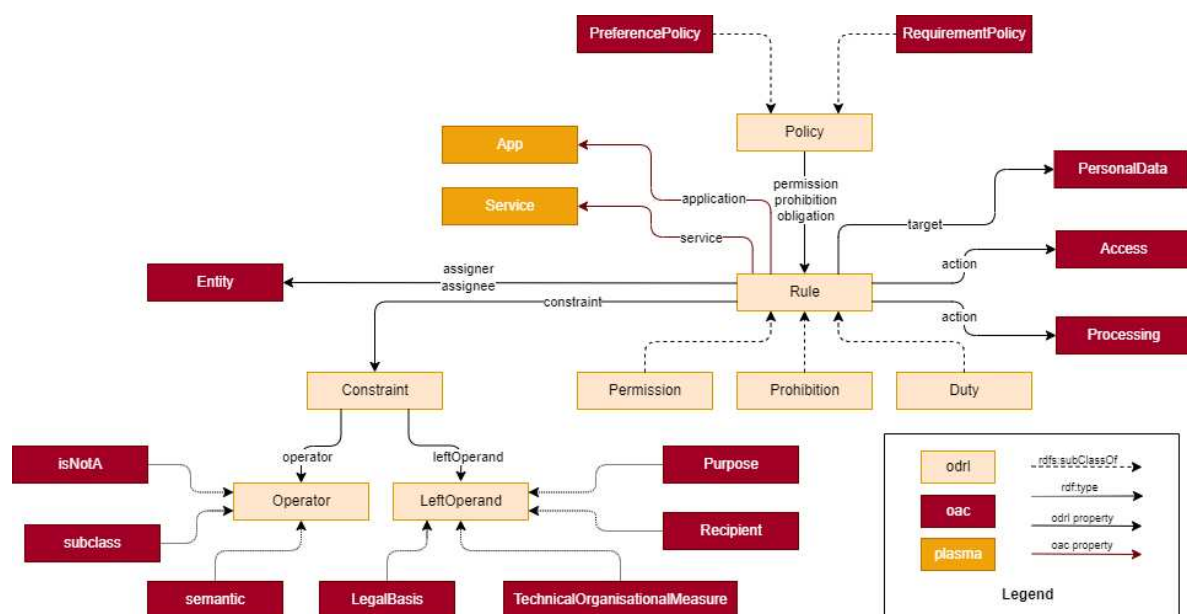 PreferencePolicy
RequirementPolicy
Policy
App
permission
prohibition
obligation
PersonalData
Service
application
target
service
Access
action
Entity
assigner
assignee
Rule
constraint
action
Processing
Constraint
Permission
Prohibition
Duty
isNotA
operator
leftOperand
Purpose
Operator
LeftOperand
subclass
Recipient
semantic
LegalBasis
TechnicalOrganisationalMeasure
odrl
rdfs:subClassOf
rdf:type
oac
odrl property
plasma
oac property
Legend